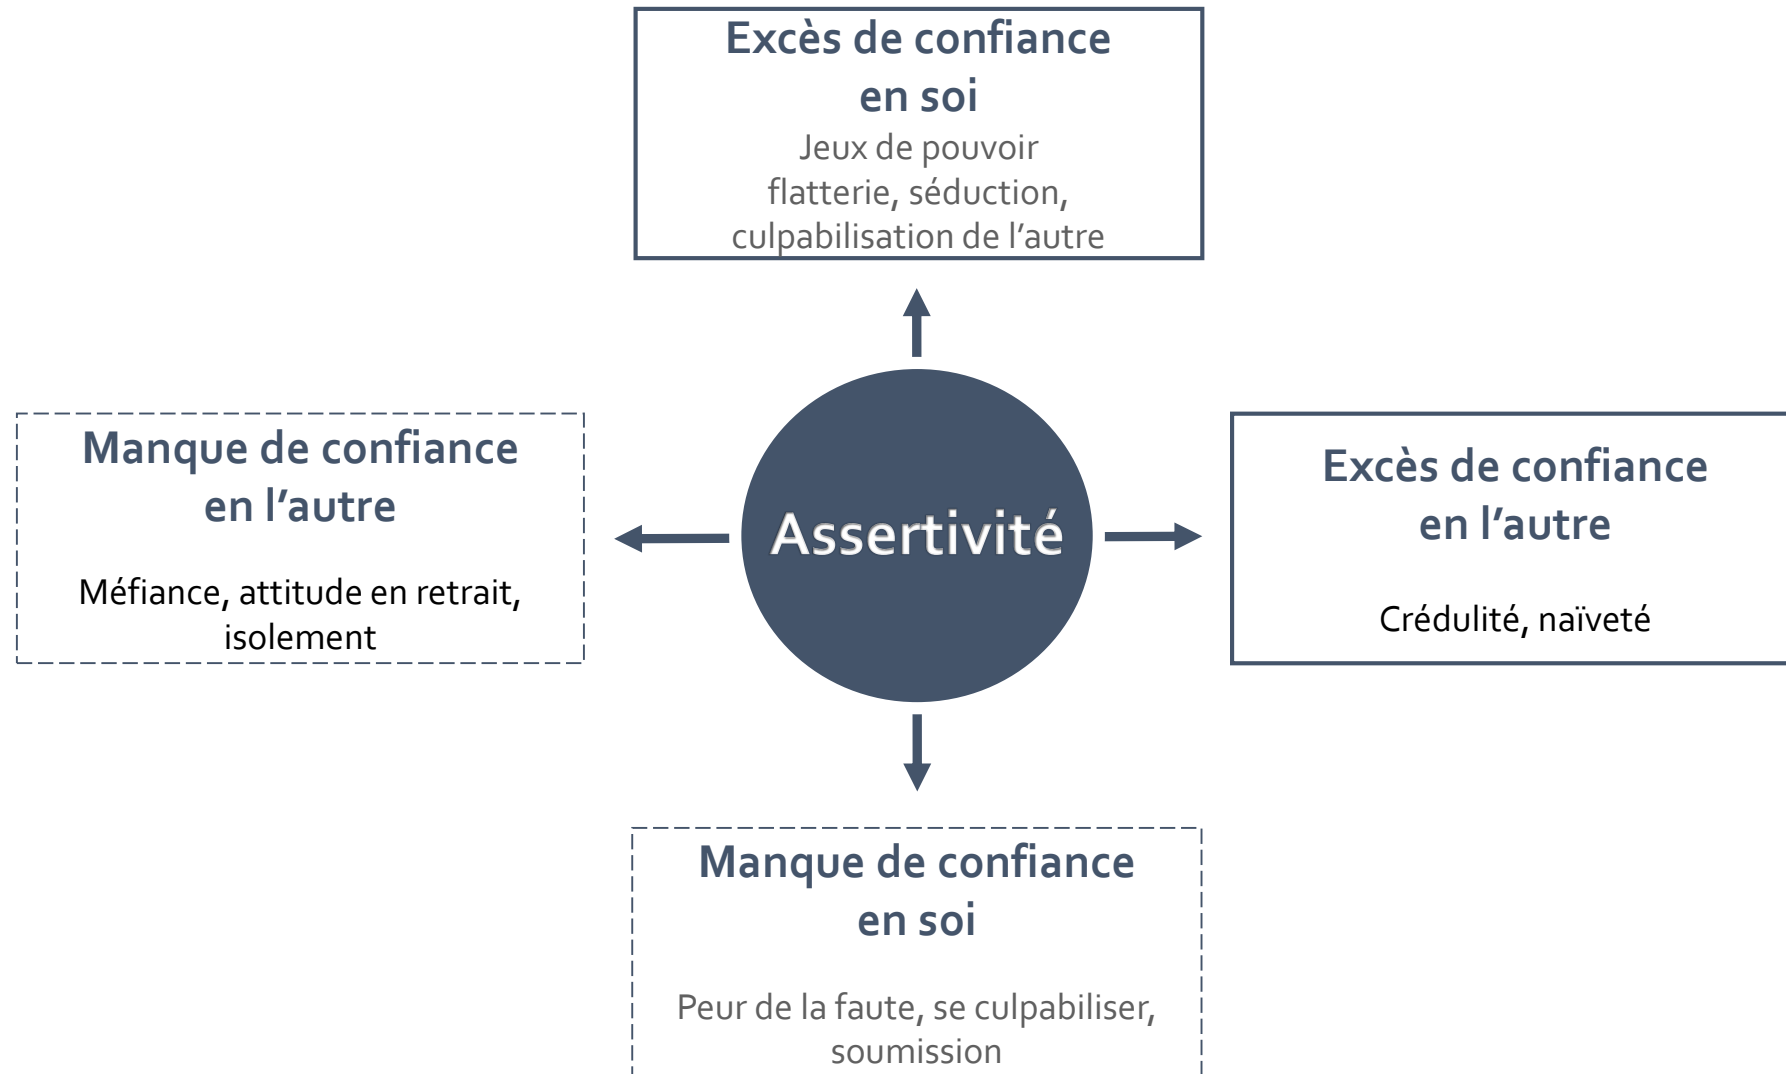 Excès de confiance
en soi
Jeux de pouvoir
flatterie, séduction,
culpabilisation de l’autre
Manque de confiance
en l’autre
Méfiance, attitude en retrait,
isolement
Assertivité
Excès de confiance
en l’autre
Crédulité, naïveté
Manque de confiance
en soi
Peur de la faute, se culpabiliser,
soumission